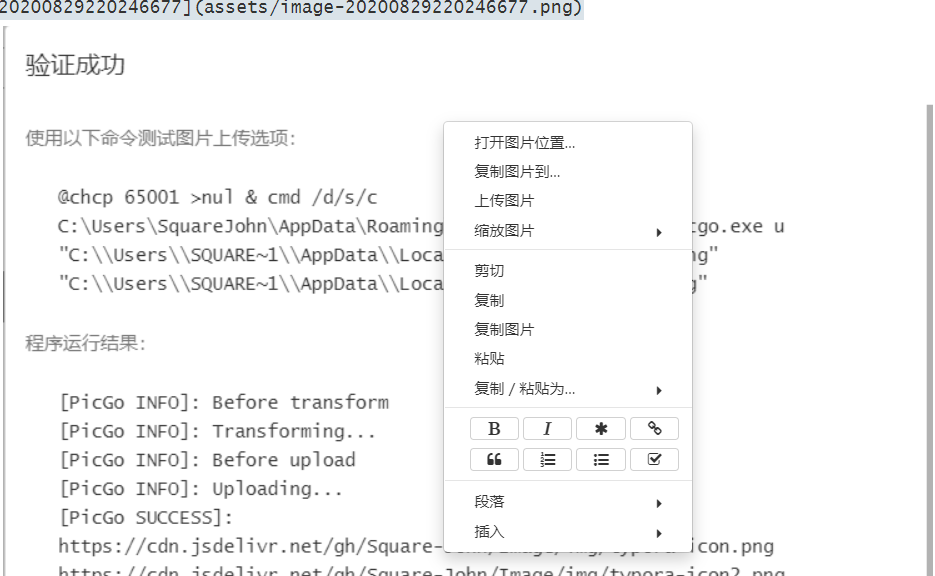 20200829220246677](assets/image-20200829220246677.png)
验证成功
使用以下命令测试图片上传选项:
@chcp 65001 >nul & cmd /d/s/c
C:\Users\SquareJohn\AppData\Roaming go.exe u
"C:\\Users\\SQUARE~1\\AppData\\Loca ng"
"C:\\Users\\SQUARE~1\\AppData\\Loca g"
程序运行结果:
[PicGo INFO]: Before transform
[PicGo INFO]: Transforming...
[PicGo INFO]: Before upload
[PicGo INFO]: Uploading...
[PicGo SUCCESS]:
https://cdn.jsdelivr.net/gh/Square-John/Image/img/typora-icon.png
https://cdn.jsdelivr.net/gh/Square-John/Image/img/typora-icon2.png
打开图片位置...
复制图片到...
上传图片
缩放图片
剪切
复制
复制图片
粘贴
复制 / 粘贴为...
B I
段落
插入